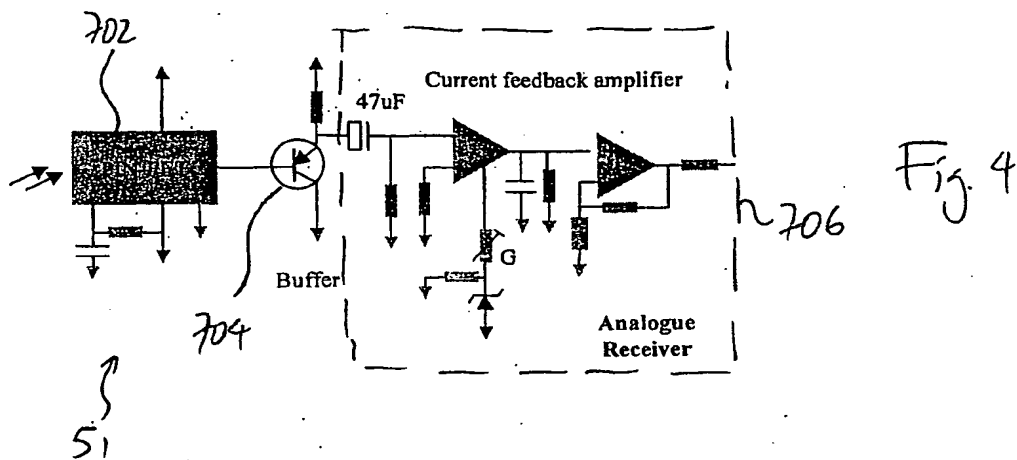 702
Current feedback amplifier
47uF
Fig. 4
706
G
Buffer
704
Analogue
Receiver
51